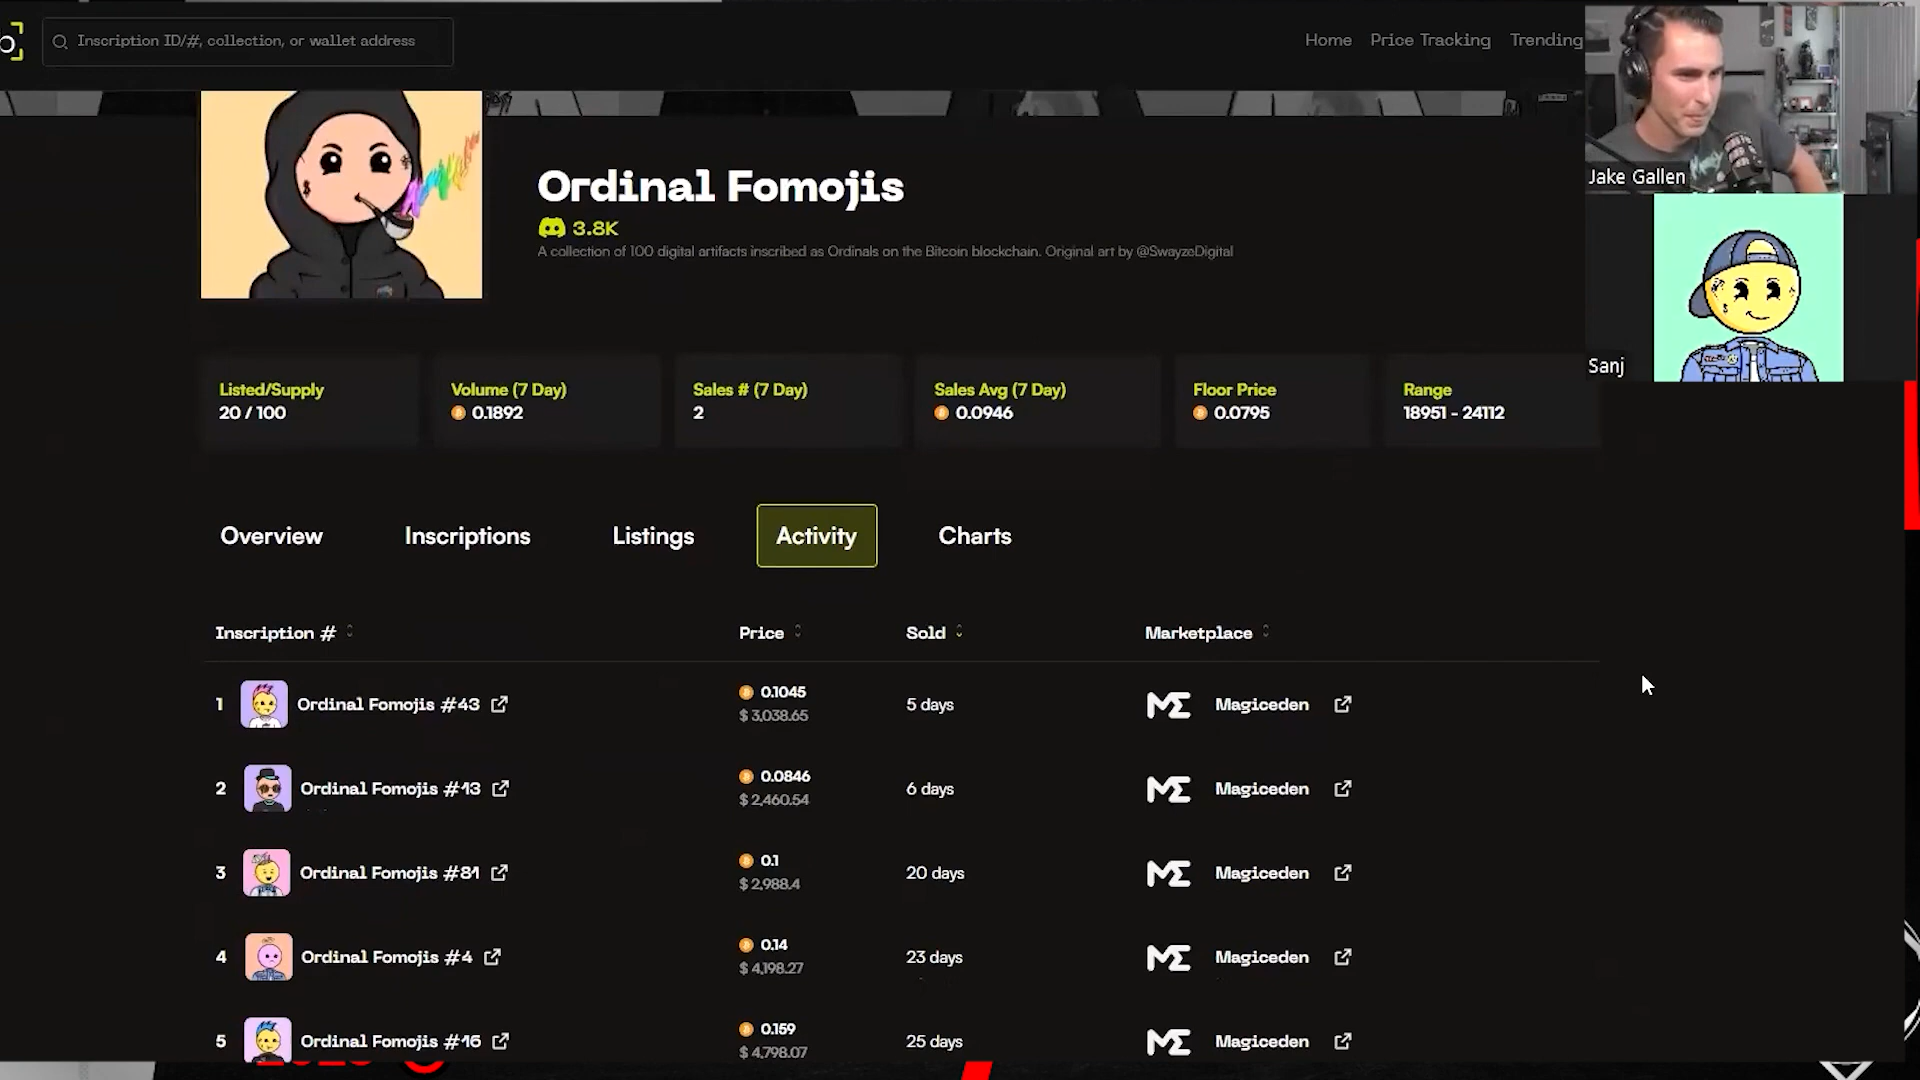 Inscription ID/#, collection, or wallet address
Home
Price Tracking
Trending
Jake Gallen
Ordinal Fomojis
3.8K
A collection of 100 digital artifacts inscribed as Ordinals on the Bitcoin blockchain. Original art by @SwayzeDigital
Sanj
Listed/Supply
20 / 100
Volume (7 Day)
0.1892
Sales # (7 Day)
2
Sales Avg (7 Day)
0.0946
Floor Price
0.0795
Range
18951 - 24112
Overview
Inscriptions
Listings
Activity
Charts
Inscription #
Price
Sold
Marketplace
1
Ordinal Fomojis #43
0.1045
$ 3,038.65
5 days
ME
Magiceden
2
Ordinal Fomojis #13
0.0846
$ 2,460.54
6 days
ME
Magiceden
3
Ordinal Fomojis #81
0.1
$ 2,988.4
20 days
ME
Magiceden
4
Ordinal Fomojis #4
0.14
$ 4,198.27
23 days
ME
Magiceden
5
Ordinal Fomojis #16
0.159
$ 4,798.07
25 days
ME
Magiceden